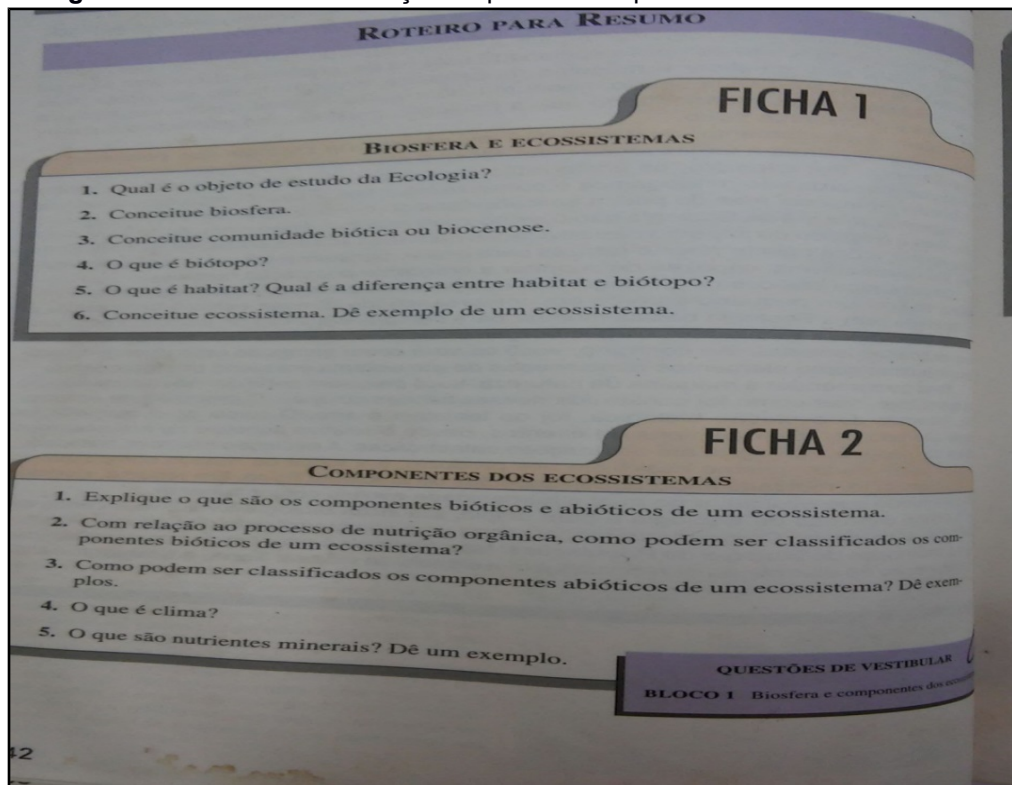 ROTEIRO PARA RESUMO
FICHA 1
BIOSFERA E ECOSSISTEMAS
1. Qual é o objeto de estudo da Ecologia?
2. Conceitue biosfera.
3. Conceitue comunidade biótica ou biocenose.
4. O que é biótopo?
5. O que é habitat? Qual é a diferença entre habitat e biótopo?
6. Conceitue ecossistema. Dê exemplo de um ecossistema.
FICHA 2
COMPONENTES DOS ECOSSISTEMAS
1. Explique o que são os componentes bióticos e abióticos de um ecossistema.
2. Com relação ao processo de nutrição orgânica, como podem ser classificados os com-
ponentes bióticos de um ecossistema?
3. Como podem ser classificados os componentes abióticos de um ecossistema? Dê exem-
plos.
4. O que é clima?
5. O que são nutrientes minerais? Dê um exemplo.
QUESTÕES DE VESTIBULAR
BLOCO 1 Biosfera e componentes dos
42